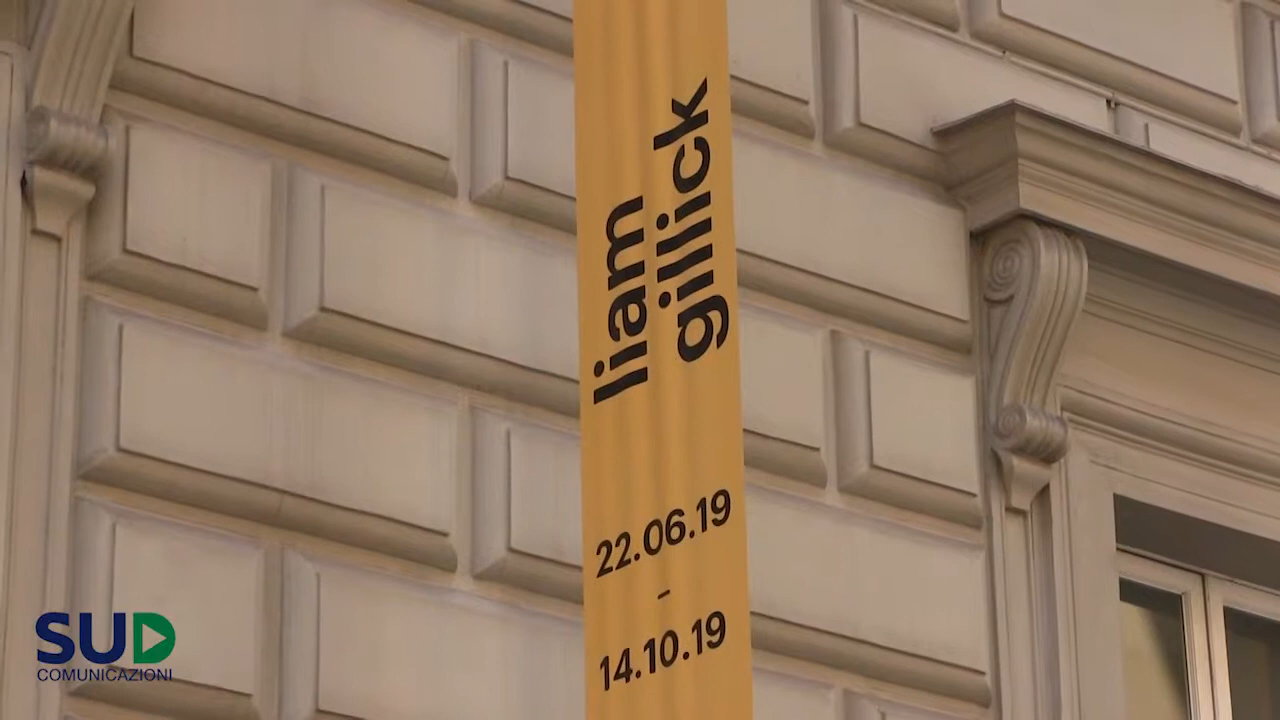 liam
gillick
22.06.19
-
14.10.19
SUD
COMUNICAZIONI